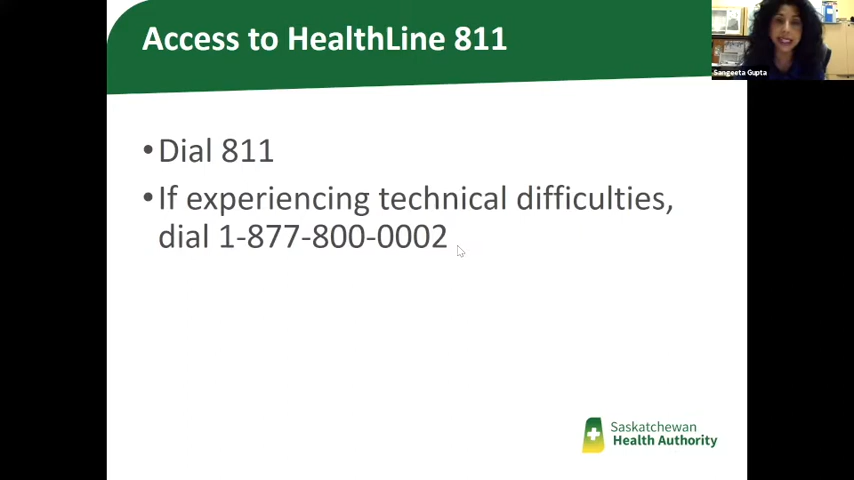 Access to HealthLine 811
Sangeeta Gupta
•Dial 811
•If experiencing technical difficulties,
dial 1-877-800-0002
Saskatchewan
Health Authority